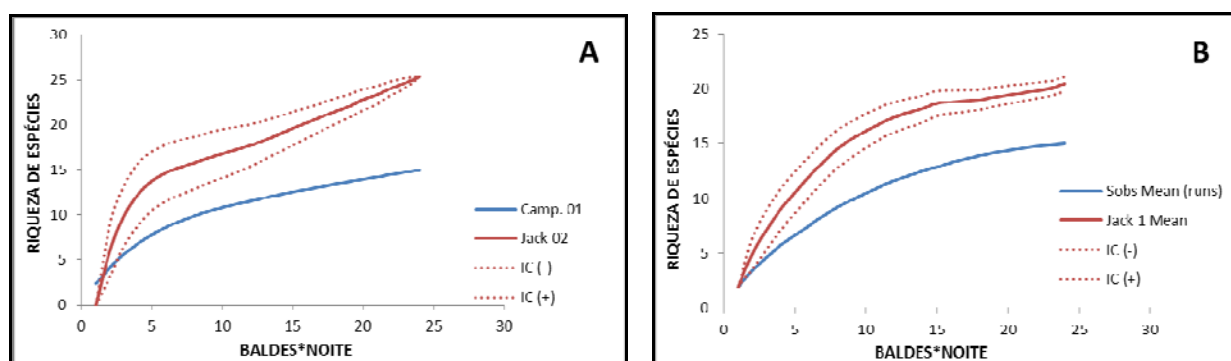 A
RIQUEZA DE ESPÉCIES
30
25
20
15
10
5
0
0 5 10 15 20 25 30
BALDES*NOITE
Camp. 01
Jack 02
IC (-)
IC (+)
B
RIQUEZA DE ESPÉCIES
25
20
15
10
5
0
0 5 10 15 20 25 30
BALDES*NOITE
Sobs Mean (runs)
Jack 1 Mean
IC (-)
IC (+)